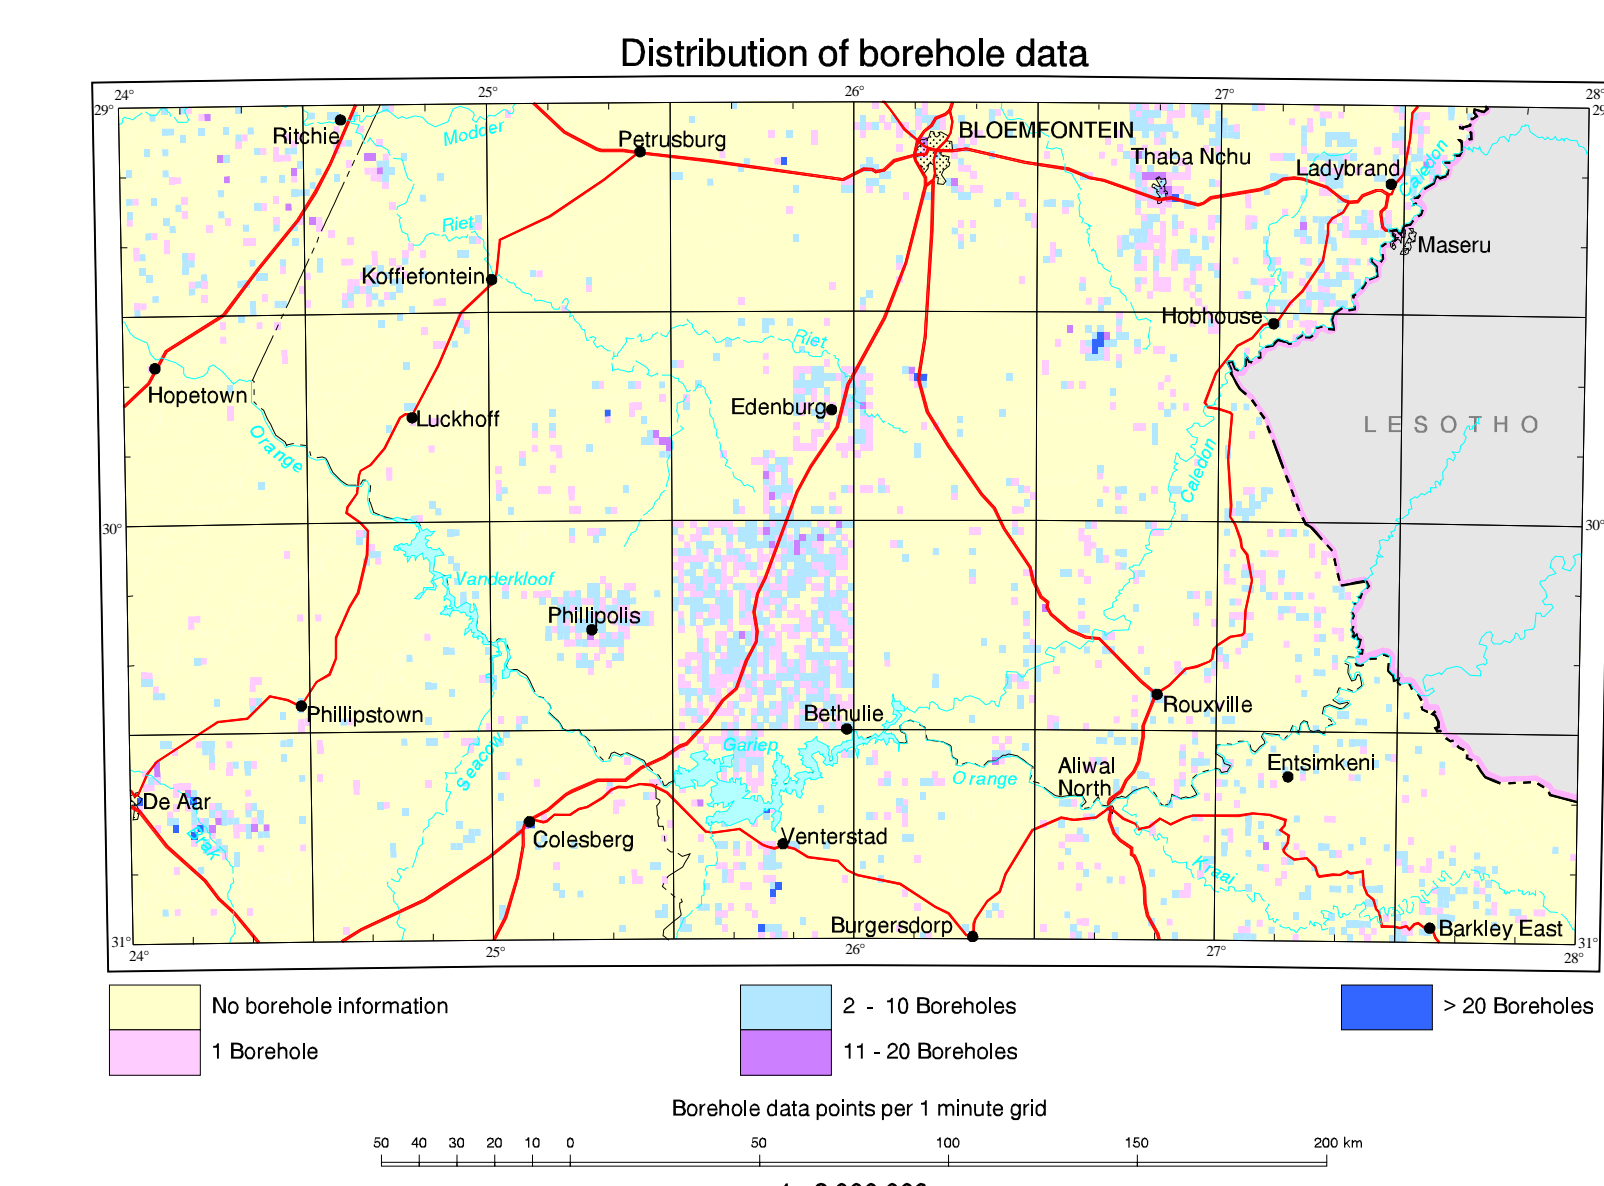 Distribution of borehole data
24°
25°
26°
27°
28°
29°
29
Ritchie
Modder
Petrusburg
BLOEMFONTEIN
Thaba Nchu
Ladybrand
Caledon
Riet
Maseru
Koffiefontein
Hobhouse
Riet
Hopetown
Edenburg
Luckhoff
LESOTHO
Orange
Caledon
30°
30°
Vanderkloof
Phillipolis
Phillipstown
Bethulie
Rouxville
Gariep
Seacow
Orange
Aliwal
North
Entsimkeni
De Aar
Brak
Colesberg
Venterstad
Kraai
Burgersdorp
Barkley East
31°
31°
24°
25°
26°
27°
28°
No borehole information
2 - 10 Boreholes
> 20 Boreholes
1 Borehole
11 - 20 Boreholes
Borehole data points per 1 minute grid
50 40 30 20 10 0 50 100 150 200 km